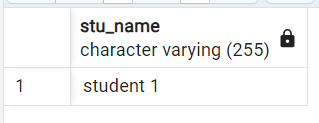 stu_name
character varying (255)
1 student 1